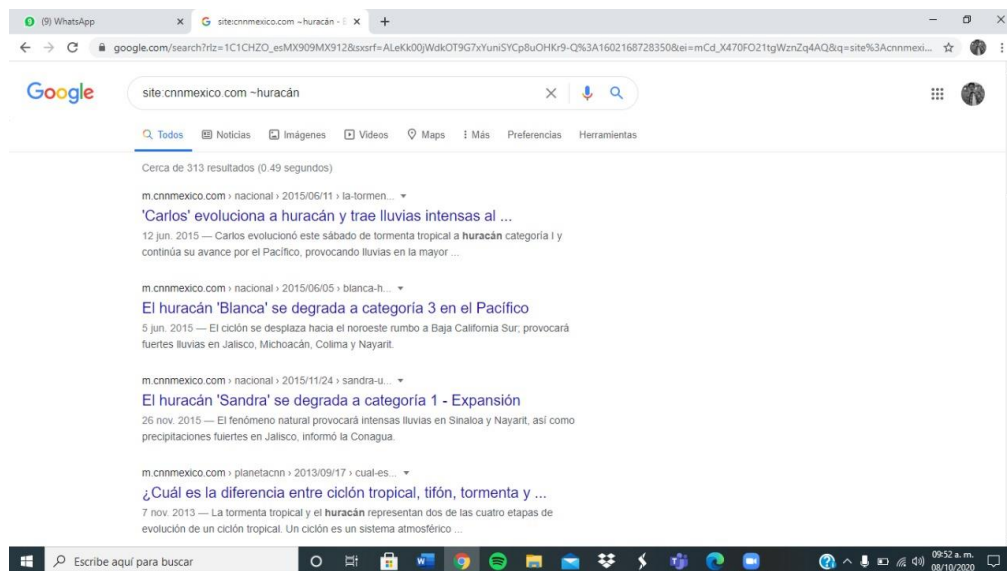 (9) WhatsApp
site:cnnmexico.com ~huracán - 
google.com/search?rlz=1C1CHZO_esMX909MX912&sxsrf=ALeKk00jWdkOT9G7xYuniSYCp8uOHKr9-Q%3A1602168728350&ei=mCd_X470FO21tgWznZq4AQ&q=site%3Acnnmexi...
Google
site:cnnmexico.com ~huracán
Todos Noticias Imágenes Videos Maps Más Preferencias Herramientas
Cerca de 313 resultados (0.49 segundos)
m.cnnmexico.com › nacional › 2015/06/11 › la-tormen...
'Carlos' evoluciona a huracán y trae lluvias intensas al ...
12 jun. 2015 — Carlos evolucionó este sábado de tormenta tropical a huracán categoría I y
continúa su avance por el Pacífico, provocando lluvias en la mayor ...
m.cnnmexico.com › nacional › 2015/06/05 › blanca-h...
El huracán 'Blanca' se degrada a categoría 3 en el Pacífico
5 jun. 2015 — El ciclón se desplaza hacia el noroeste rumbo a Baja California Sur; provocará
fuertes lluvias en Jalisco, Michoacán, Colima y Nayarit.
m.cnnmexico.com › nacional › 2015/11/24 › sandra-u...
El huracán 'Sandra' se degrada a categoría 1 - Expansión
26 nov. 2015 — El fenómeno natural provocará intensas lluvias en Sinaloa y Nayarit, así como
precipitaciones fuiertes en Jalisco, informó la Conagua.
m.cnnmexico.com › planetacnn › 2013/09/17 › cual-es...
¿Cuál es la diferencia entre ciclón tropical, tifón, tormenta y ...
7 nov. 2013 — La tormenta tropical y el huracán representan dos de las cuatro etapas de
evolución de un ciclón tropical. Un ciclón es un sistema atmosférico ...
Escribe aquí para buscar
09:52 a. m.
08/10/2020